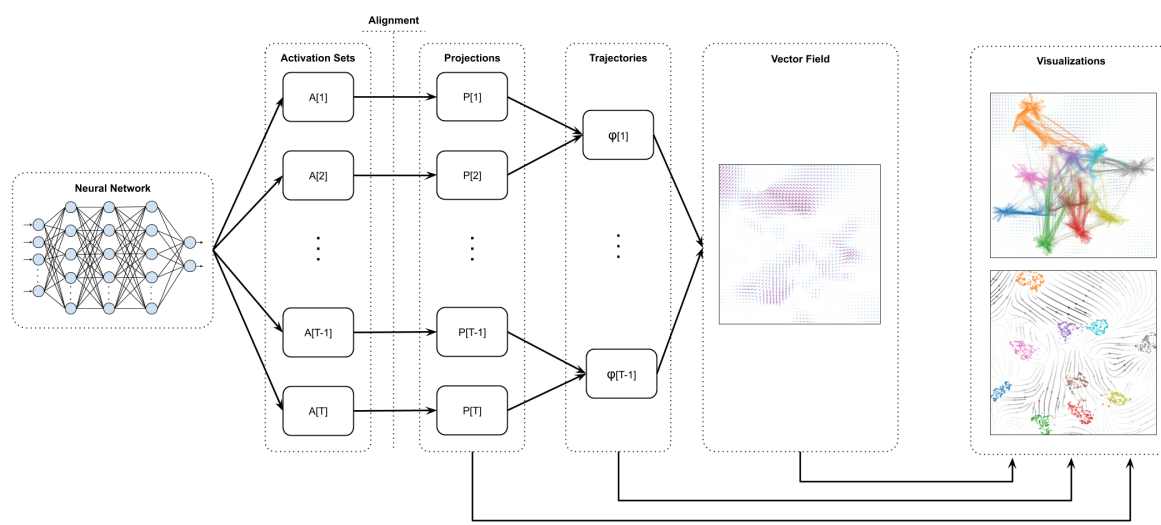 Alignment
Activation Sets
Projections
Trajectories
Vector Field
Visualizations
A[1]
P[1]
φ[1]
A[2]
P[2]
Neural Network
A[T-1]
P[T-1]
φ[T-1]
A[T]
P[T]